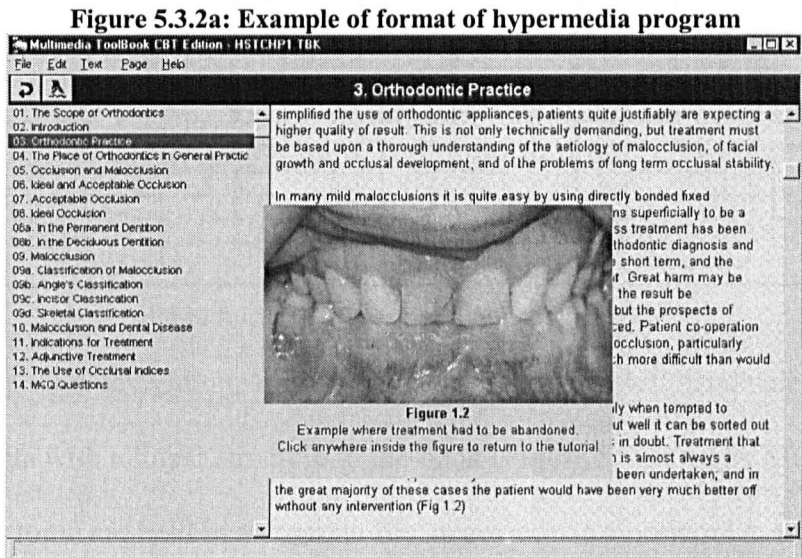 Figure 5.3.2a: Example of format of hypermedia program
Multimedia ToolBook CBT Edition - HSTCHP1.TBK
File Edit Text Page Help
3. Orthodontic Practice
01. The Scope of Orthodontics
02. Introduction
03. Orthodontic Practice
04. The Place of Orthodontics in General Practic
05. Occlusion and Malocclusion
06. Ideal and Acceptable Occlusion
07. Acceptable Occlusion
08. Ideal Occlusion
08a. In the Permanent Dentition
08b. In the Deciduous Dentition
09. Malocclusion
09a. Classification of Malocclusion
09b. Angle's Classification
09c. Incisor Classification
09d. Skeletal Classification
10. Malocclusion and Dental Disease
11. Indications for Treatment
12. Adjunctive Treatment
13. The Use of Occlusal Indices
14. MCQ Questions
simplified the use of orthodontic appliances, patients quite justifiably are expecting a
higher quality of result. This is not only technically demanding, but treatment must
be based upon a thorough understanding of the aetiology of malocclusion, of facial
growth and occlusal development, and of the problems of long term occlusal stability.
In many mild malocclusions it is quite easy by using directly bonded fixed
ns superficially to be a
ss treatment has been
thodontic diagnosis and
short term, and the
t. Great harm may be
the result be
but the prospects of
ced. Patient co-operation
occlusion, particularly
h more difficult than would
ly when tempted to
ut well it can be sorted out
in doubt. Treatment that
is almost always a
been undertaken, and in
the great majority of these cases the patient would have been very much better off
without any intervention (Fig 1.2)
Figure 1.2
Example where treatment had to be abandoned.
Click anywhere inside the figure to return to the tutorial